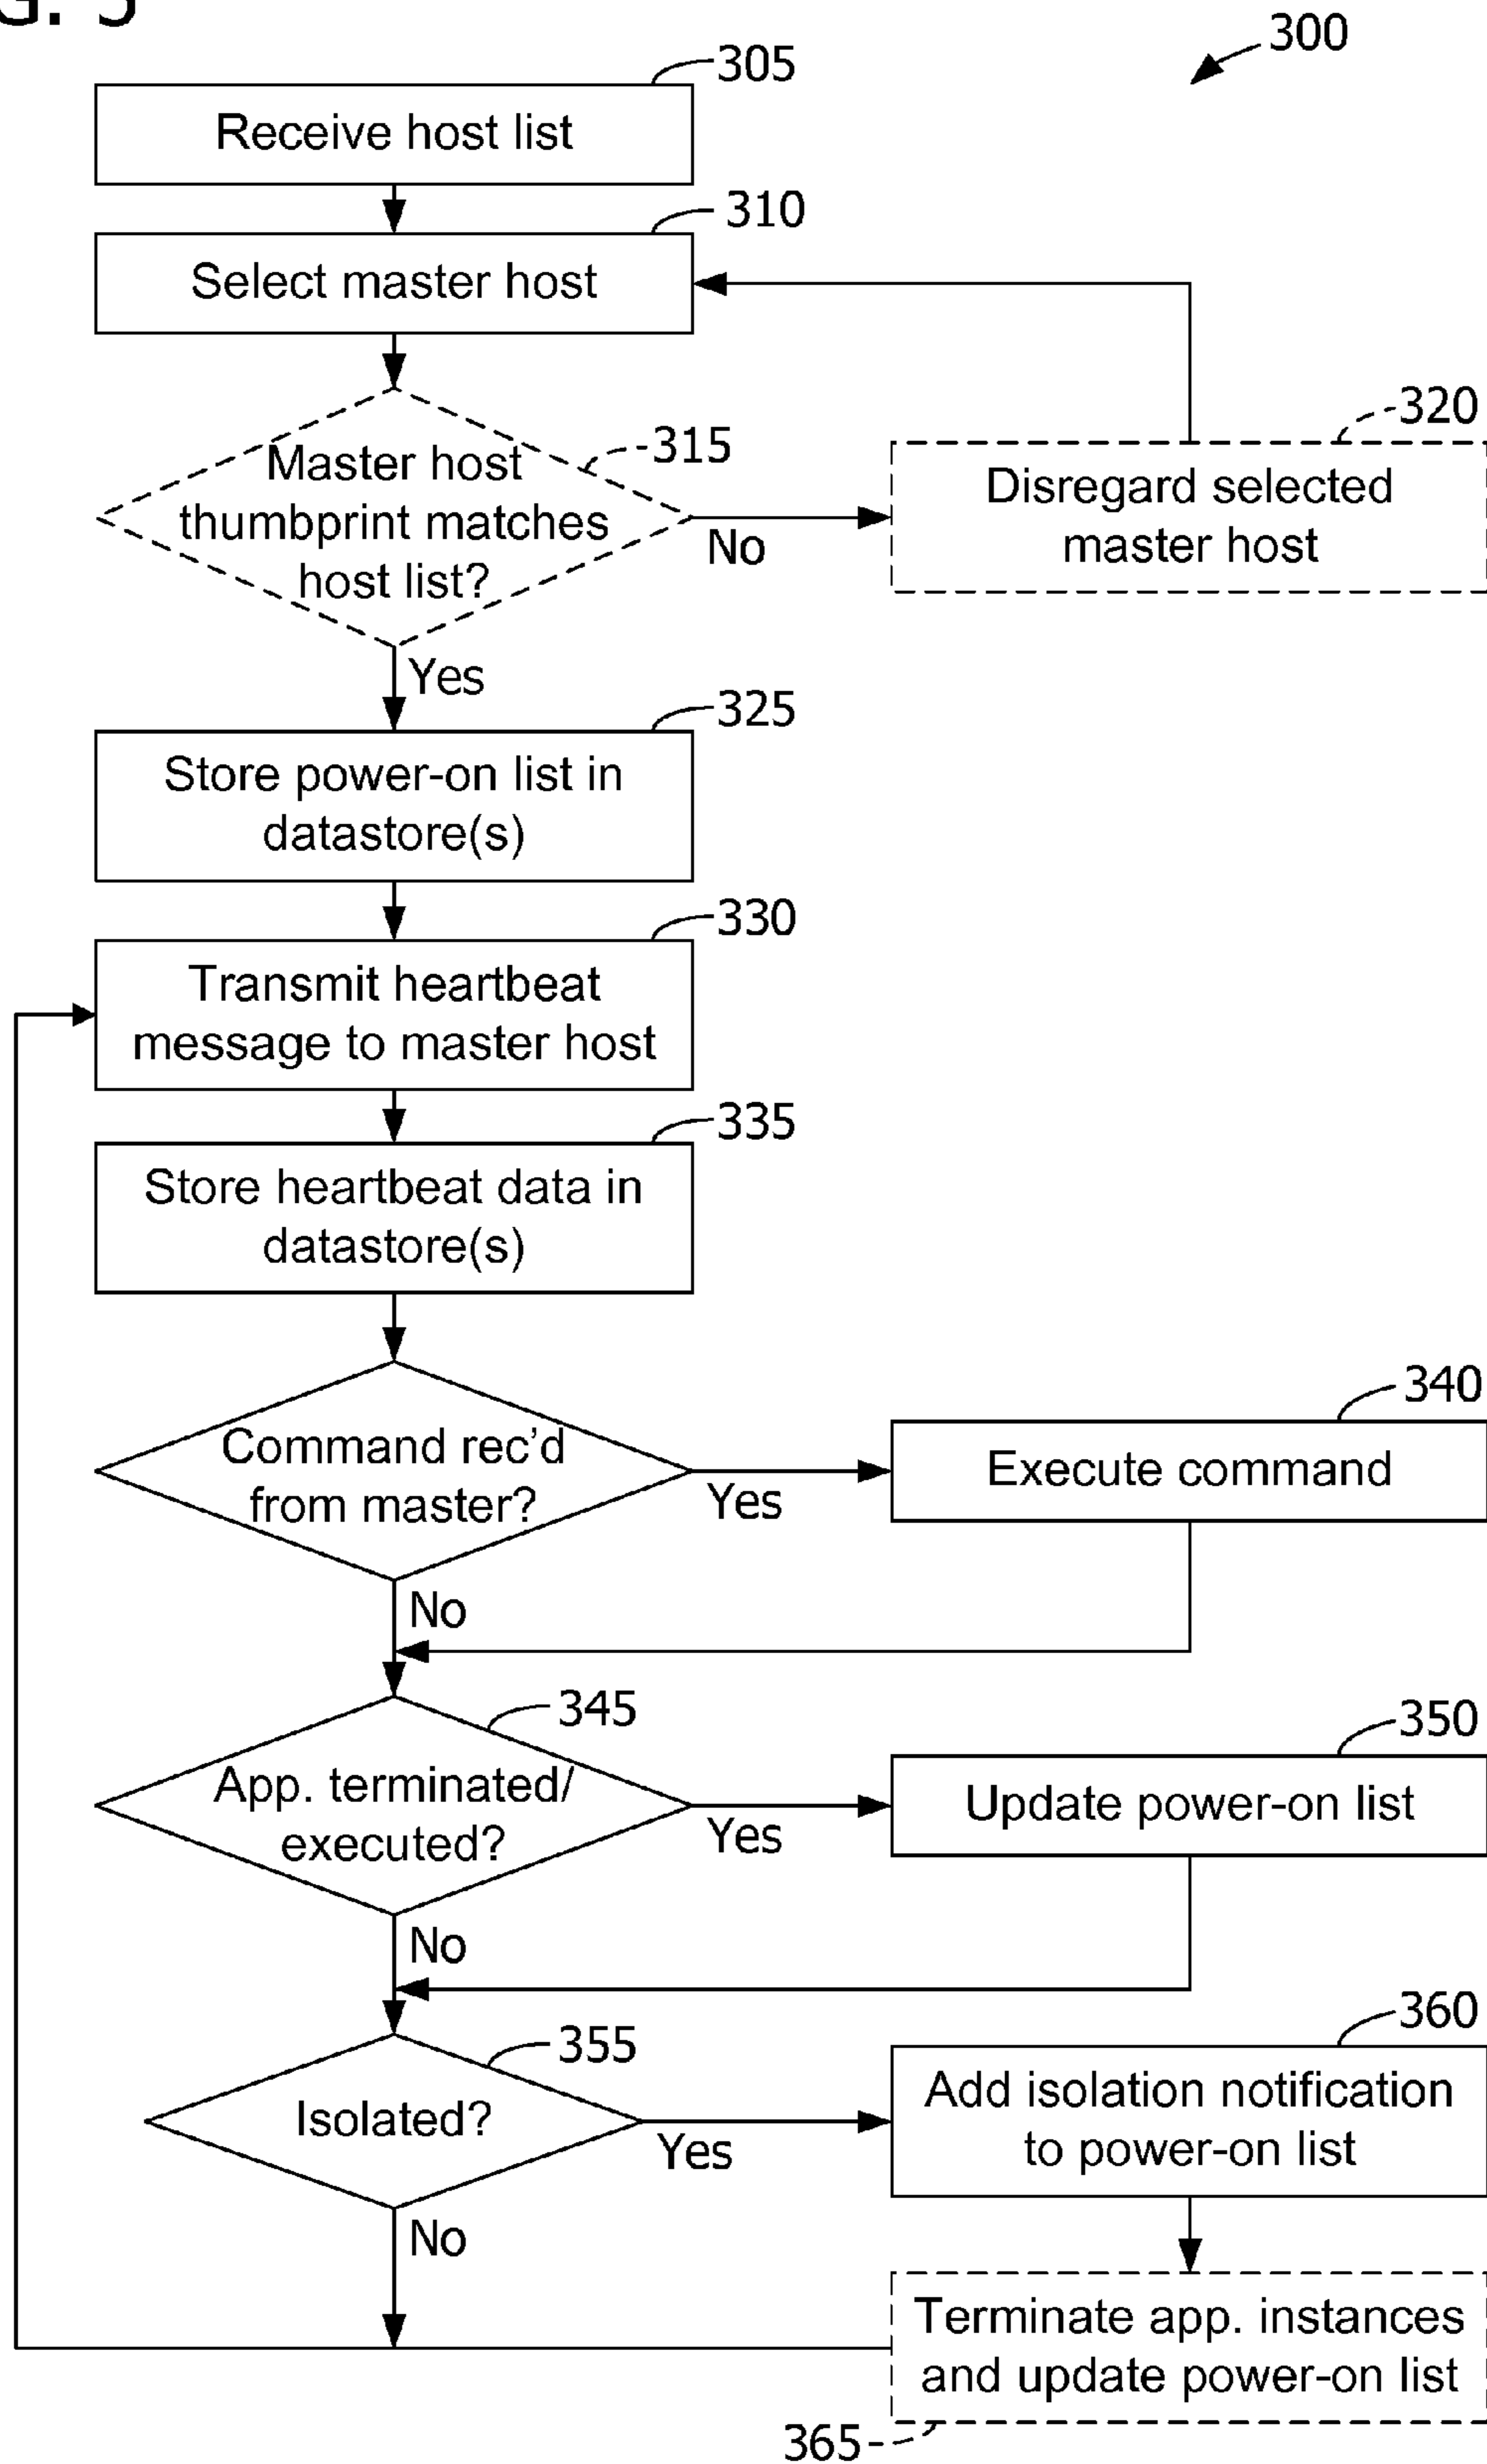 300
305
Receive host list
310
Select master host
315
Master host
thumbprint matches
host list?
No
320
Disregard selected
master host
Yes
325
Store power-on list in
datastore(s)
330
Transmit heartbeat
message to master host
335
Store heartbeat data in
datastore(s)
Command rec’d
from master?
Yes
340
Execute command
No
345
App. terminated/
executed?
Yes
350
Update power-on list
No
355
Isolated?
Yes
360
Add isolation notification
to power-on list
No
Terminate app. instances
and update power-on list
365